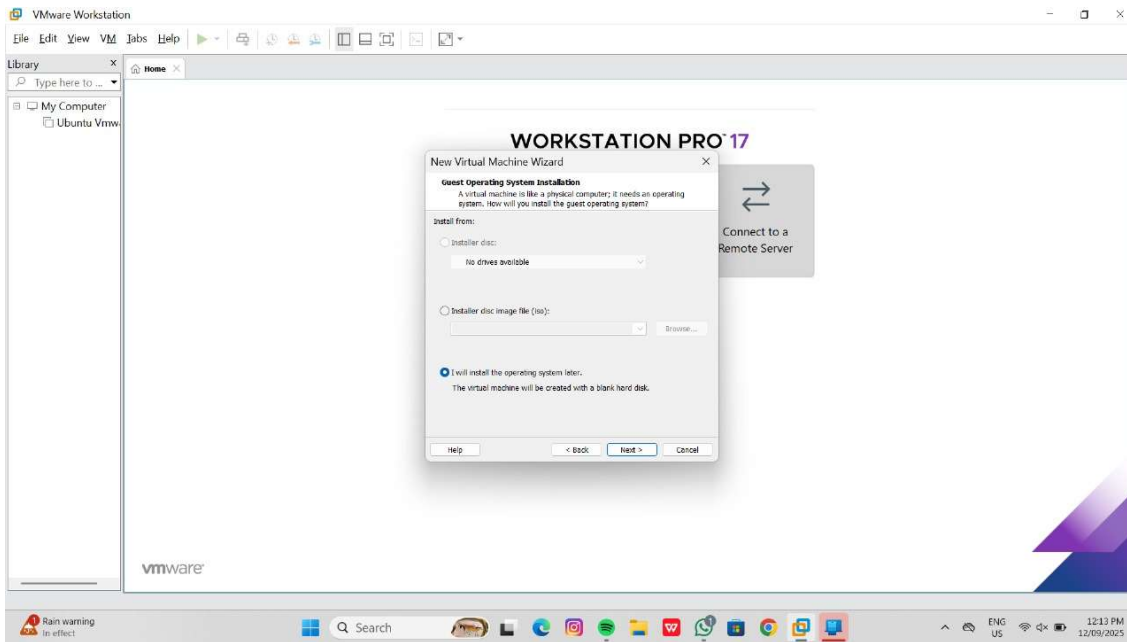 VMware Workstation
File Edit View VM Tabs Help
Library
Home
Type here to ...
My Computer
Ubuntu Vmw
WORKSTATION PRO™ 17
New Virtual Machine Wizard
Guest Operating System Installation
A virtual machine is like a physical computer; it needs an operating
system. How will you install the guest operating system?
Install from:
Installer disc:
No drives available
Installer disc image file (iso):
Browse...
I will install the operating system later.
The virtual machine will be created with a blank hard disk.
Help < Back Next > Cancel
Connect to a
Remote Server
vmware
Rain warning
In effect
Search
ENG
US
12:13 PM
12/09/2025